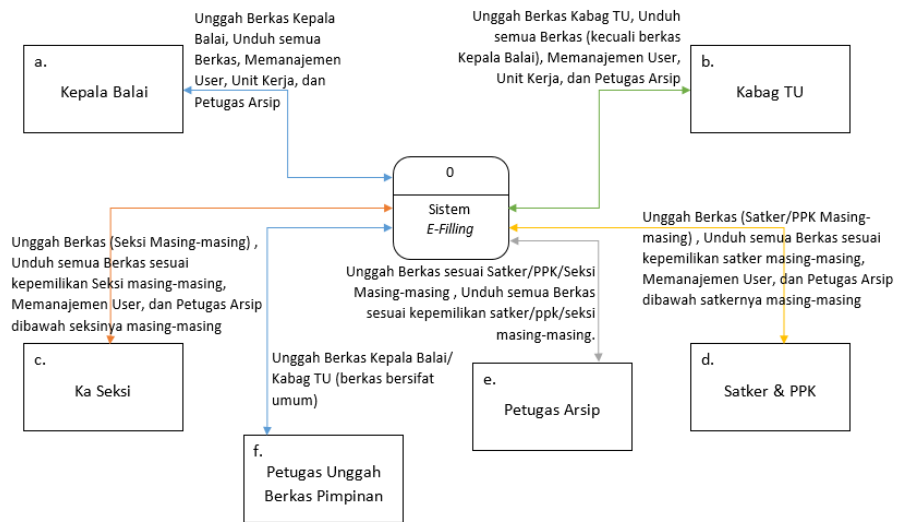 Unggah Berkas Kepala
Balai, Unduh semua
Berkas, Memanajemen
User, Unit Kerja, dan
Petugas Arsip
Unggah Berkas Kabag TU, Unduh
semua Berkas (kecuali berkas
Kepala Balai), Memanajemen User,
Unit Kerja, dan Petugas Arsip
a.
Kepala Balai
b.
Kabag TU
0
Sistem
E-Filling
Unggah Berkas (Seksi Masing-masing) ,
Unduh semua Berkas sesuai
kepemilikan Seksi masing-masing,
Memanajemen User, dan Petugas Arsip
dibawah seksinya masing-masing
Unggah Berkas sesuai Satker/PPK/Seksi
Masing-masing , Unduh semua Berkas
sesuai kepemilikan satker/ppk/seksi
masing-masing.
Unggah Berkas (Satker/PPK Masing-
masing) , Unduh semua Berkas sesuai
kepemilikan satker masing-masing,
Memanajemen User, dan Petugas Arsip
dibawah satkernya masing-masing
c.
Ka Seksi
Unggah Berkas Kepala Balai/
Kabag TU (berkas bersifat
umum)
e.
Petugas Arsip
d.
Satker & PPK
f.
Petugas Unggah
Berkas Pimpinan